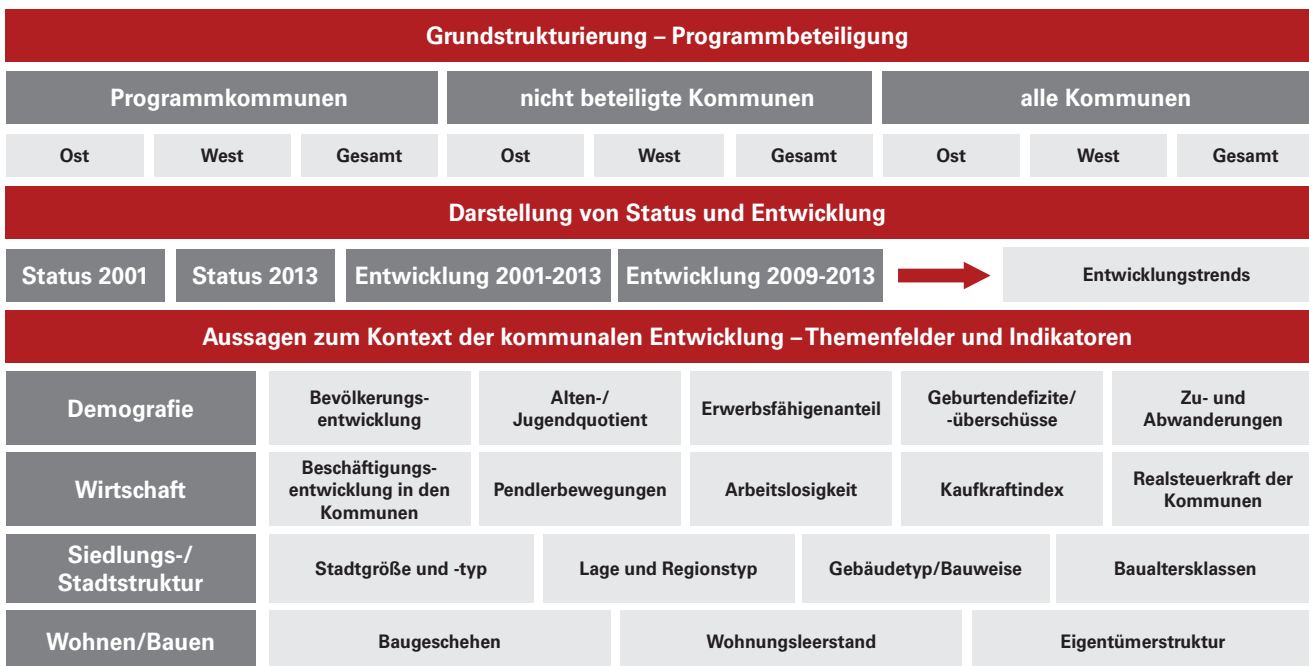 Grundstrukturierung – Programmbeteiligung
Programmkommunen
nicht beteiligte Kommunen
alle Kommunen
Ost
West
Gesamt
Ost
West
Gesamt
Ost
West
Gesamt
Darstellung von Status und Entwicklung
Status 2001
Status 2013
Entwicklung 2001-2013
Entwicklung 2009-2013
Entwicklungstrends
Aussagen zum Kontext der kommunalen Entwicklung – Themenfelder und Indikatoren
Demografie
Bevölkerungs-
entwicklung
Alten-/
Jugendquotient
Erwerbsfähigenanteil
Geburtendefizite/
-überschüsse
Zu- und
Abwanderungen
Wirtschaft
Beschäftigungs-
entwicklung in den
Kommunen
Pendlerbewegungen
Arbeitslosigkeit
Kaufkraftindex
Realsteuerkraft der
Kommunen
Siedlungs-/
Stadtstruktur
Stadtgröße und -typ
Lage und Regionstyp
Gebäudetyp/Bauweise
Baualtersklassen
Wohnen/Bauen
Baugeschehen
Wohnungsleerstand
Eigentümerstruktur